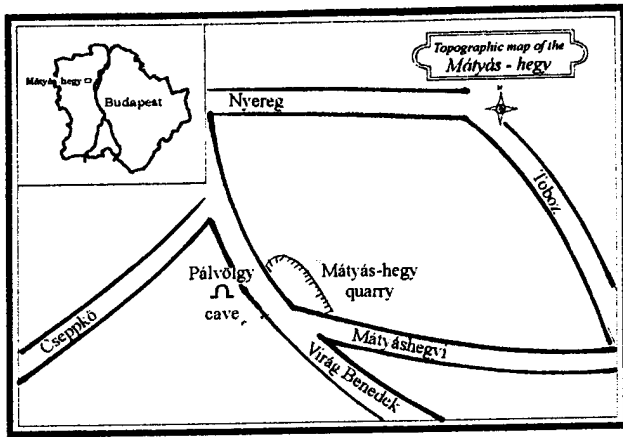 Topographic map of the
Mátyás - hegy
Mátyás hegy
Budapest
N
Nyereg
Toboz
Pálvölgy
cave
Mátyás-hegy
quarry
Cseppkő
Mátyáshegyi
Virág Benedek